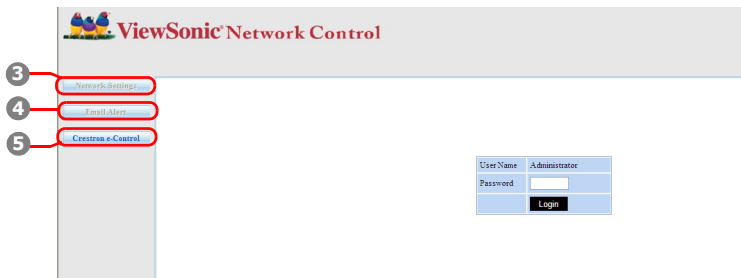 ViewSonic® Network Control
3
Network Settings
4
Email Alert
5
Crestron e-Control
User Name Administrator
Password
Login